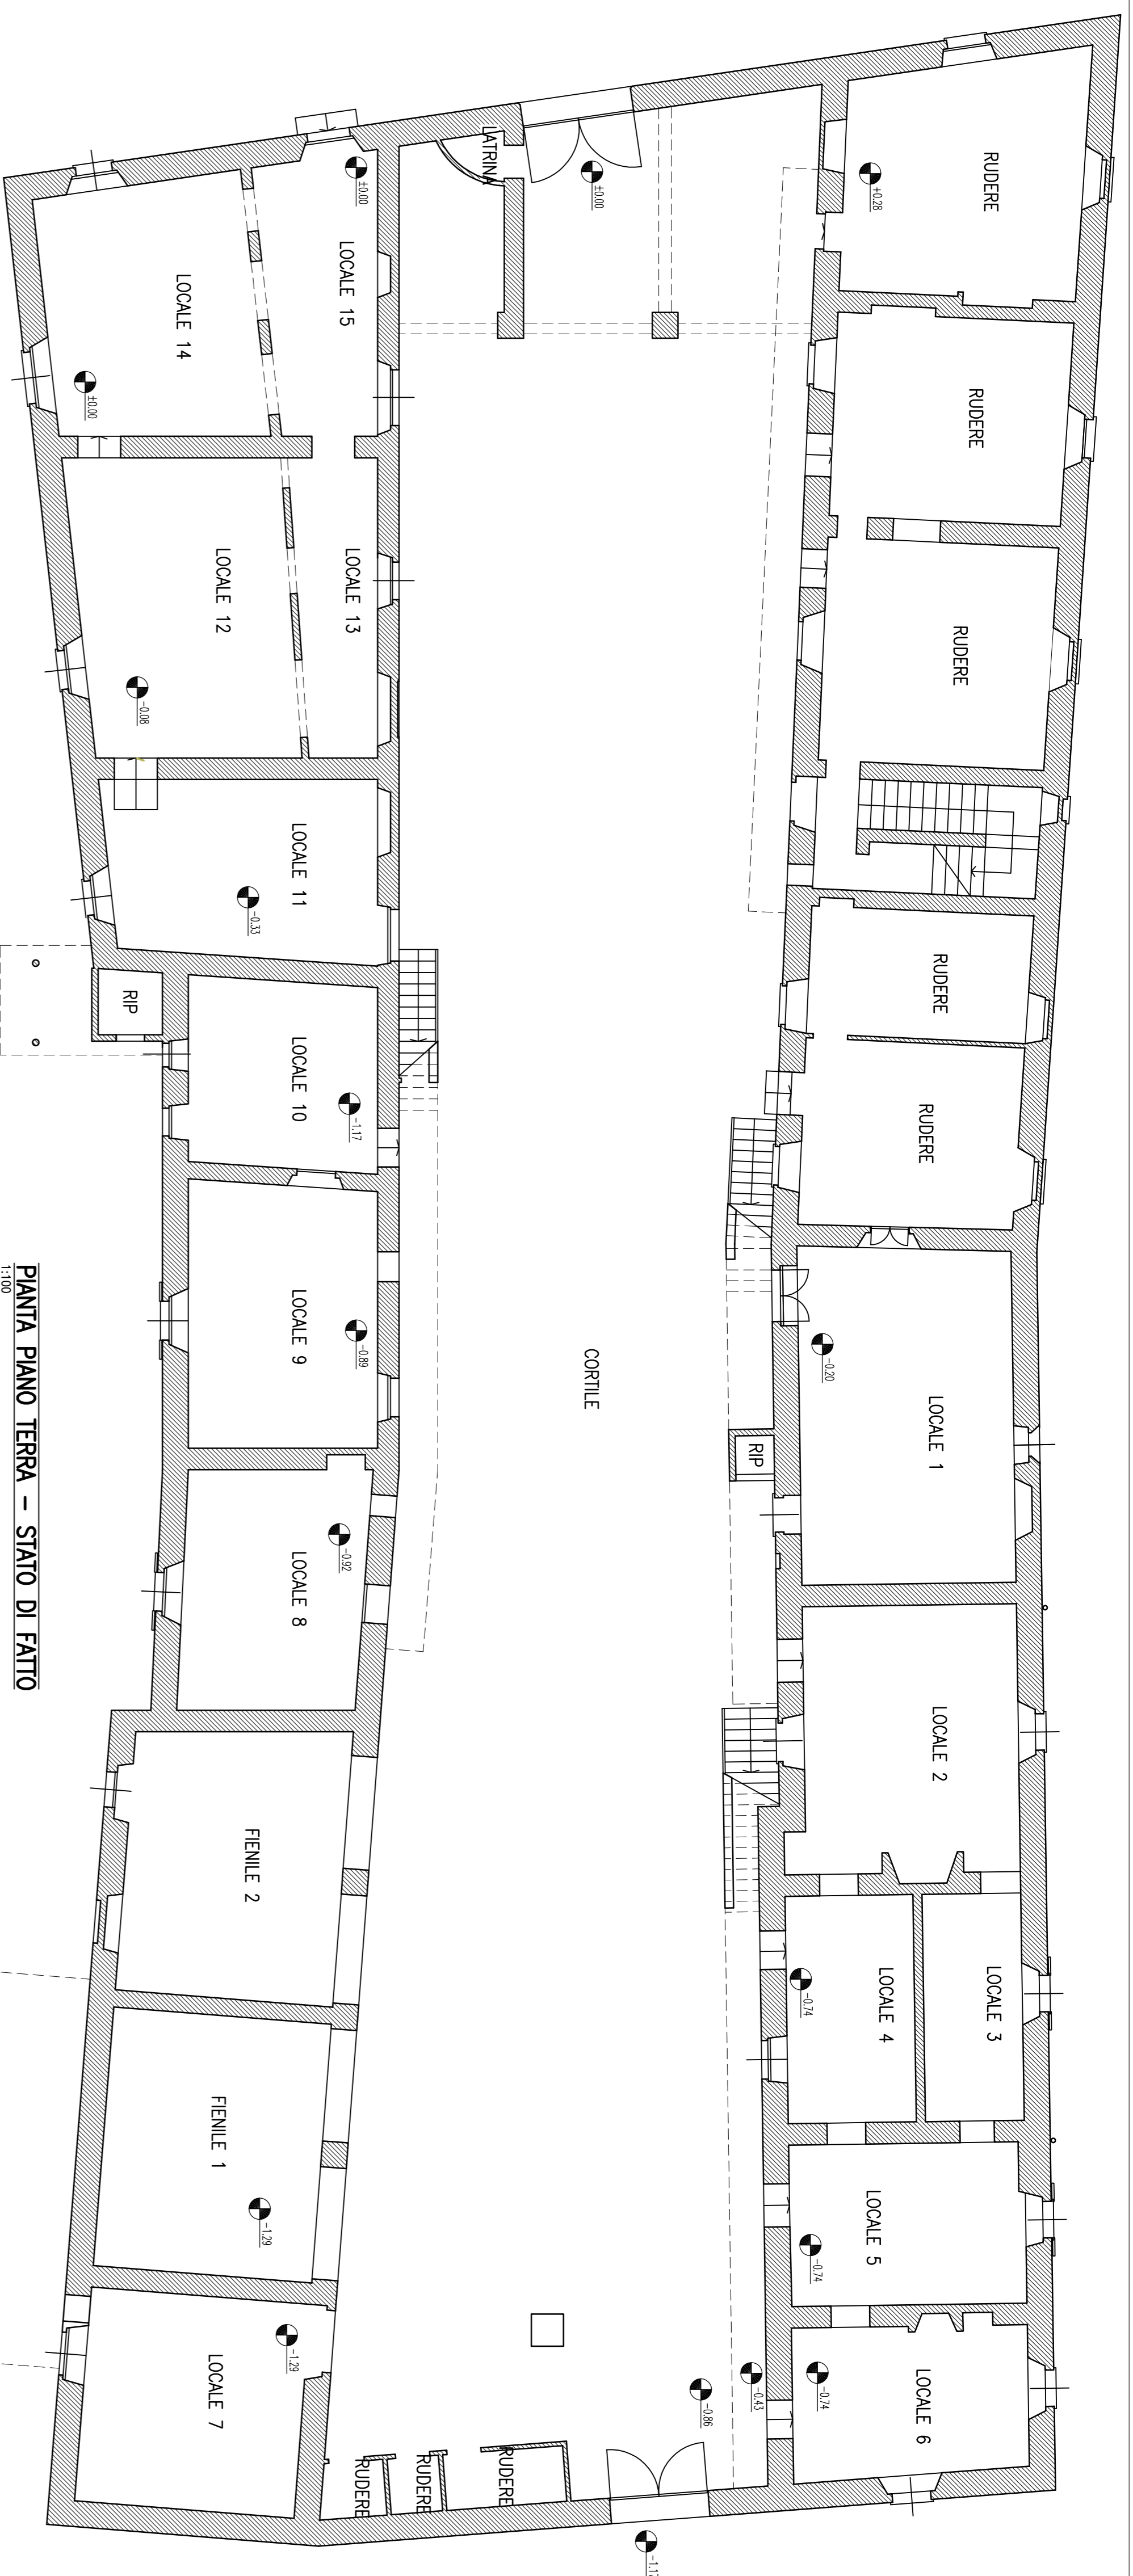 RUDERE
+0.28
RUDERE
RUDERE
RUDERE
RUDERE
LOCALE 1
-0.20
RIP
LOCALE 2
LOCALE 3
LOCALE 4
-0.74
LOCALE 5
-0.74
LOCALE 6
-0.74
-0.43
-0.86
-1.17
LATRINA
±0.00
CORTILE
RUDERE
RUDERE
RUDERE
±0.00
LOCALE 15
LOCALE 14
±0.00
LOCALE 13
LOCALE 12
-0.08
LOCALE 11
-0.33
RIP
LOCALE 10
-1.17
LOCALE 9
-0.89
LOCALE 8
-0.92
FIENILE 2
FIENILE 1
-1.29
LOCALE 7
-1.29
PIANTA PIANO TERRA - STATO DI FATTO
1:100